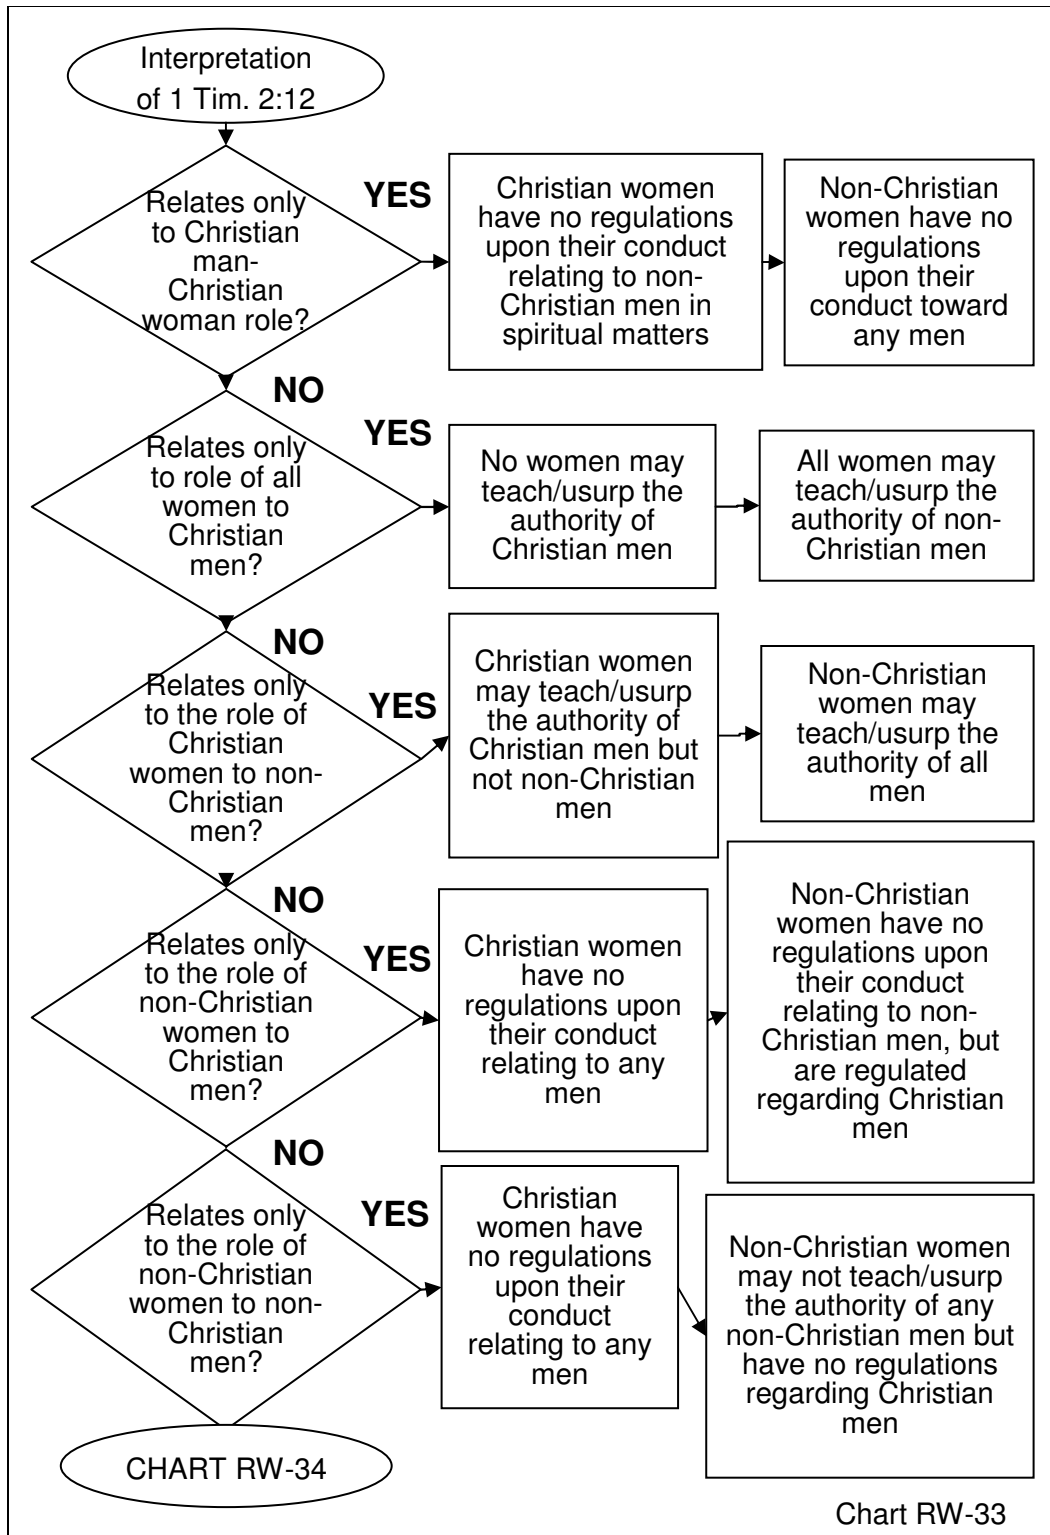 Interpretation
of 1 Tim. 2:12
Relates only
to Christian
man-
Christian
woman role?
YES
Christian women
have no regulations
upon their conduct
relating to non-
Christian men in
spiritual matters
Non-Christian
women have no
regulations
upon their
conduct toward
any men
NO
Relates only
to role of all
women to
Christian
men?
YES
No women may
teach/usurp the
authority of
Christian men
All women may
teach/usurp the
authority of non-
Christian men
NO
Relates only
to the role of
Christian
women to non-
Christian
men?
YES
Christian women
may teach/usurp
the authority of
Christian men but
not non-Christian
men
Non-Christian
women may
teach/usurp the
authority of all
men
NO
Relates only
to the role of
non-Christian
women to
Christian
men?
YES
Christian women
have no
regulations upon
their conduct
relating to any
men
Non-Christian
women have no
regulations upon
their conduct
relating to non-
Christian men, but
are regulated
regarding Christian
men
NO
Relates only
to the role of
non-Christian
women to non-
Christian
men?
YES
Christian
women have
no regulations
upon their
conduct
relating to any
men
Non-Christian women
may not teach/usurp
the authority of any
non-Christian men but
have no regulations
regarding Christian
men
CHART RW-34
Chart RW-33